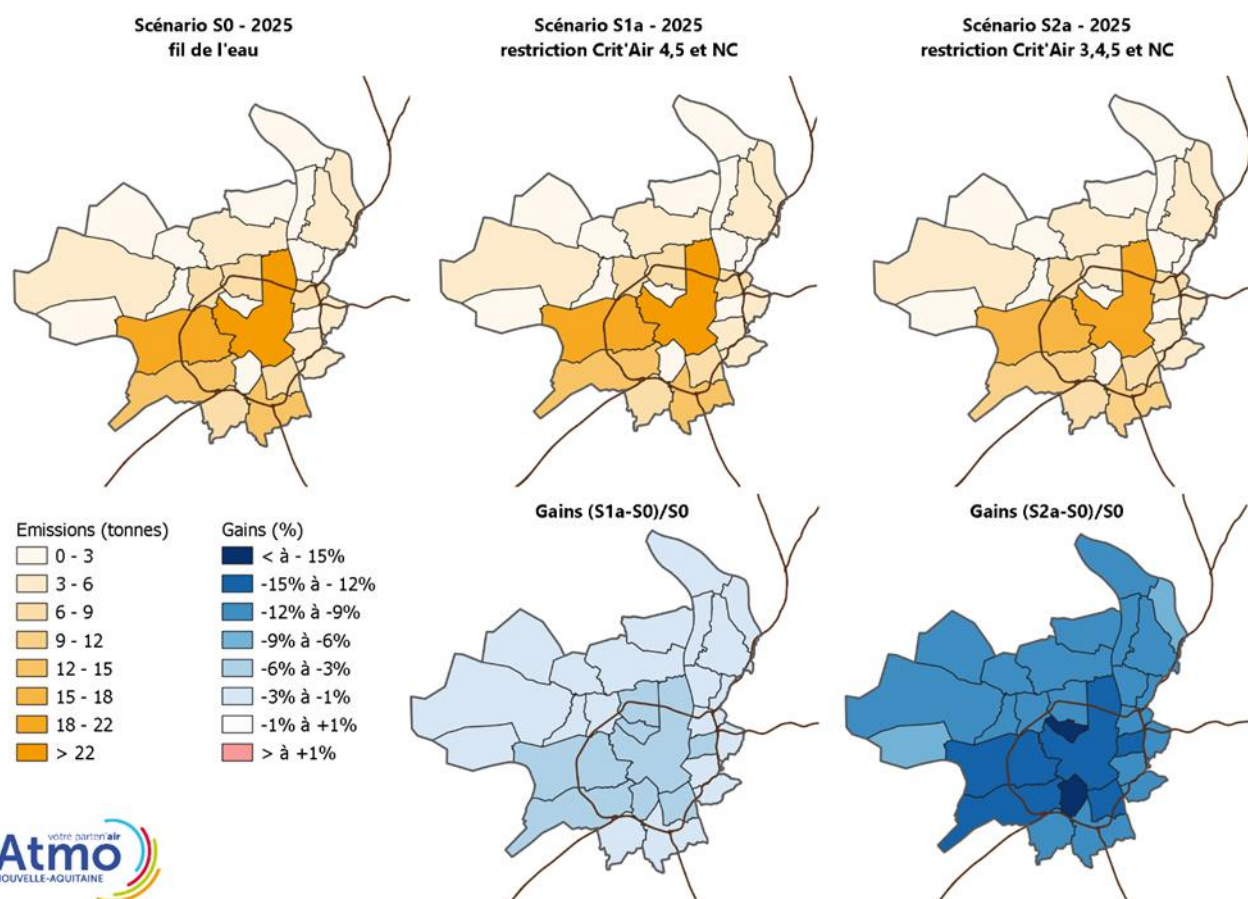 Scénario S0 - 2025
fil de l'eau
Scénario S1a - 2025
restriction Crit'Air 4,5 et NC
Scénario S2a - 2025
restriction Crit'Air 3,4,5 et NC
Emissions (tonnes)
0 - 3
3 - 6
6 - 9
9 - 12
12 - 15
15 - 18
18 - 22
> 22
Gains (%)
< à - 15%
-15% à - 12%
-12% à -9%
-9% à -6%
-6% à -3%
-3% à -1%
-1% à +1%
> à +1%
Gains (S1a-S0)/S0
Gains (S2a-S0)/S0
votre parten'air
Atmo
NOUVELLE-AQUITAINE